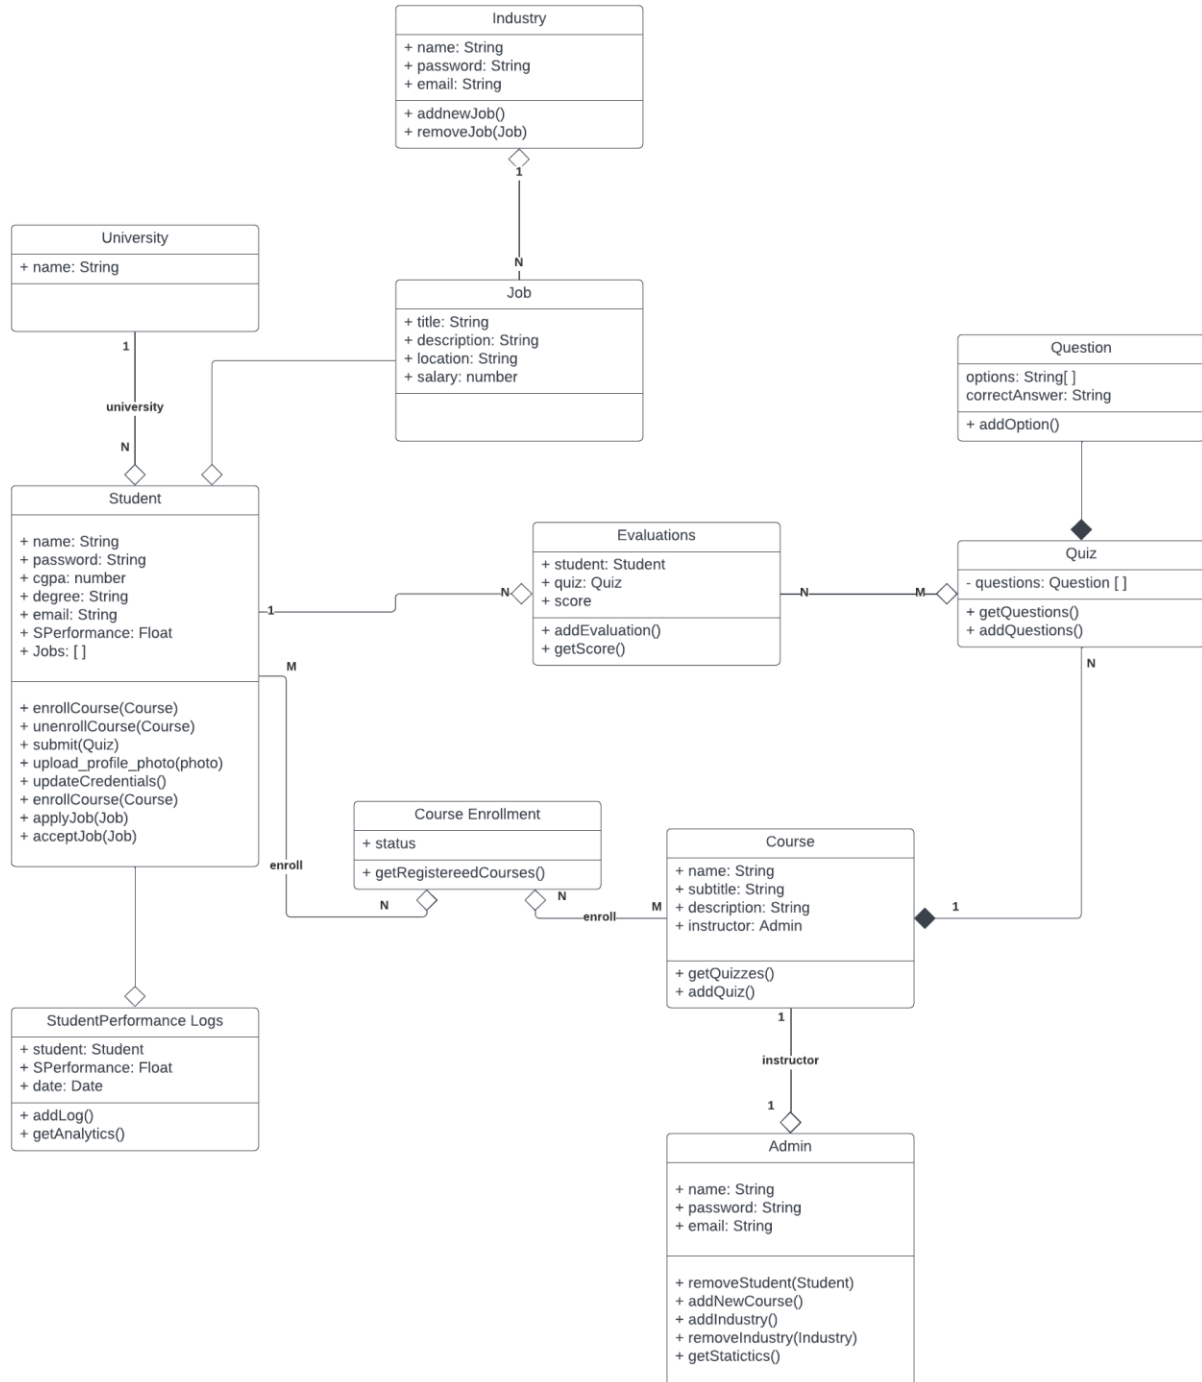 Industry
+ name: String
+ password: String
+ email: String
+ addnewJob()
+ removeJob(Job)
1
N
University
+ name: String
1
university
N
Job
+ title: String
+ description: String
+ location: String
+ salary: number
Question
options: String[ ]
correctAnswer: String
+ addOption()
Student
+ name: String
+ password: String
+ cgpa: number
+ degree: String
+ email: String
+ SPerformance: Float
+ Jobs: [ ]
+ enrollCourse(Course)
+ unenrollCourse(Course)
+ submit(Quiz)
+ upload_profile_photo(photo)
+ updateCredentials()
+ enrollCourse(Course)
+ applyJob(Job)
+ acceptJob(Job)
1
N
Evaluations
+ student: Student
+ quiz: Quiz
+ score
+ addEvaluation()
+ getScore()
N
M
Quiz
- questions: Question [ ]
+ getQuestions()
+ addQuestions()
N
1
M
enroll
N
Course Enrollment
+ status
+ getRegistereedCourses()
N
enroll
M
Course
+ name: String
+ subtitle: String
+ description: String
+ instructor: Admin
+ getQuizzes()
+ addQuiz()
1
instructor
1
StudentPerformance Logs
+ student: Student
+ SPerformance: Float
+ date: Date
+ addLog()
+ getAnalytics()
Admin
+ name: String
+ password: String
+ email: String
+ removeStudent(Student)
+ addNewCourse()
+ addIndustry()
+ removeIndustry(Industry)
+ getStatictics()